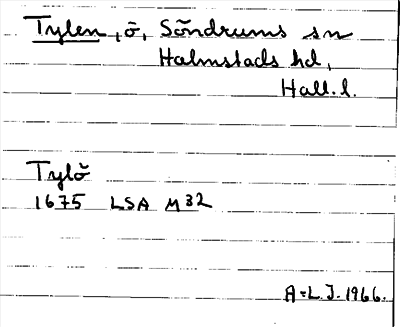 Tylen, ö, Söndrums sn
Halmstads hd,
Hall. l.
Tylö
1675 LSA M32
A-L.J. 1966.